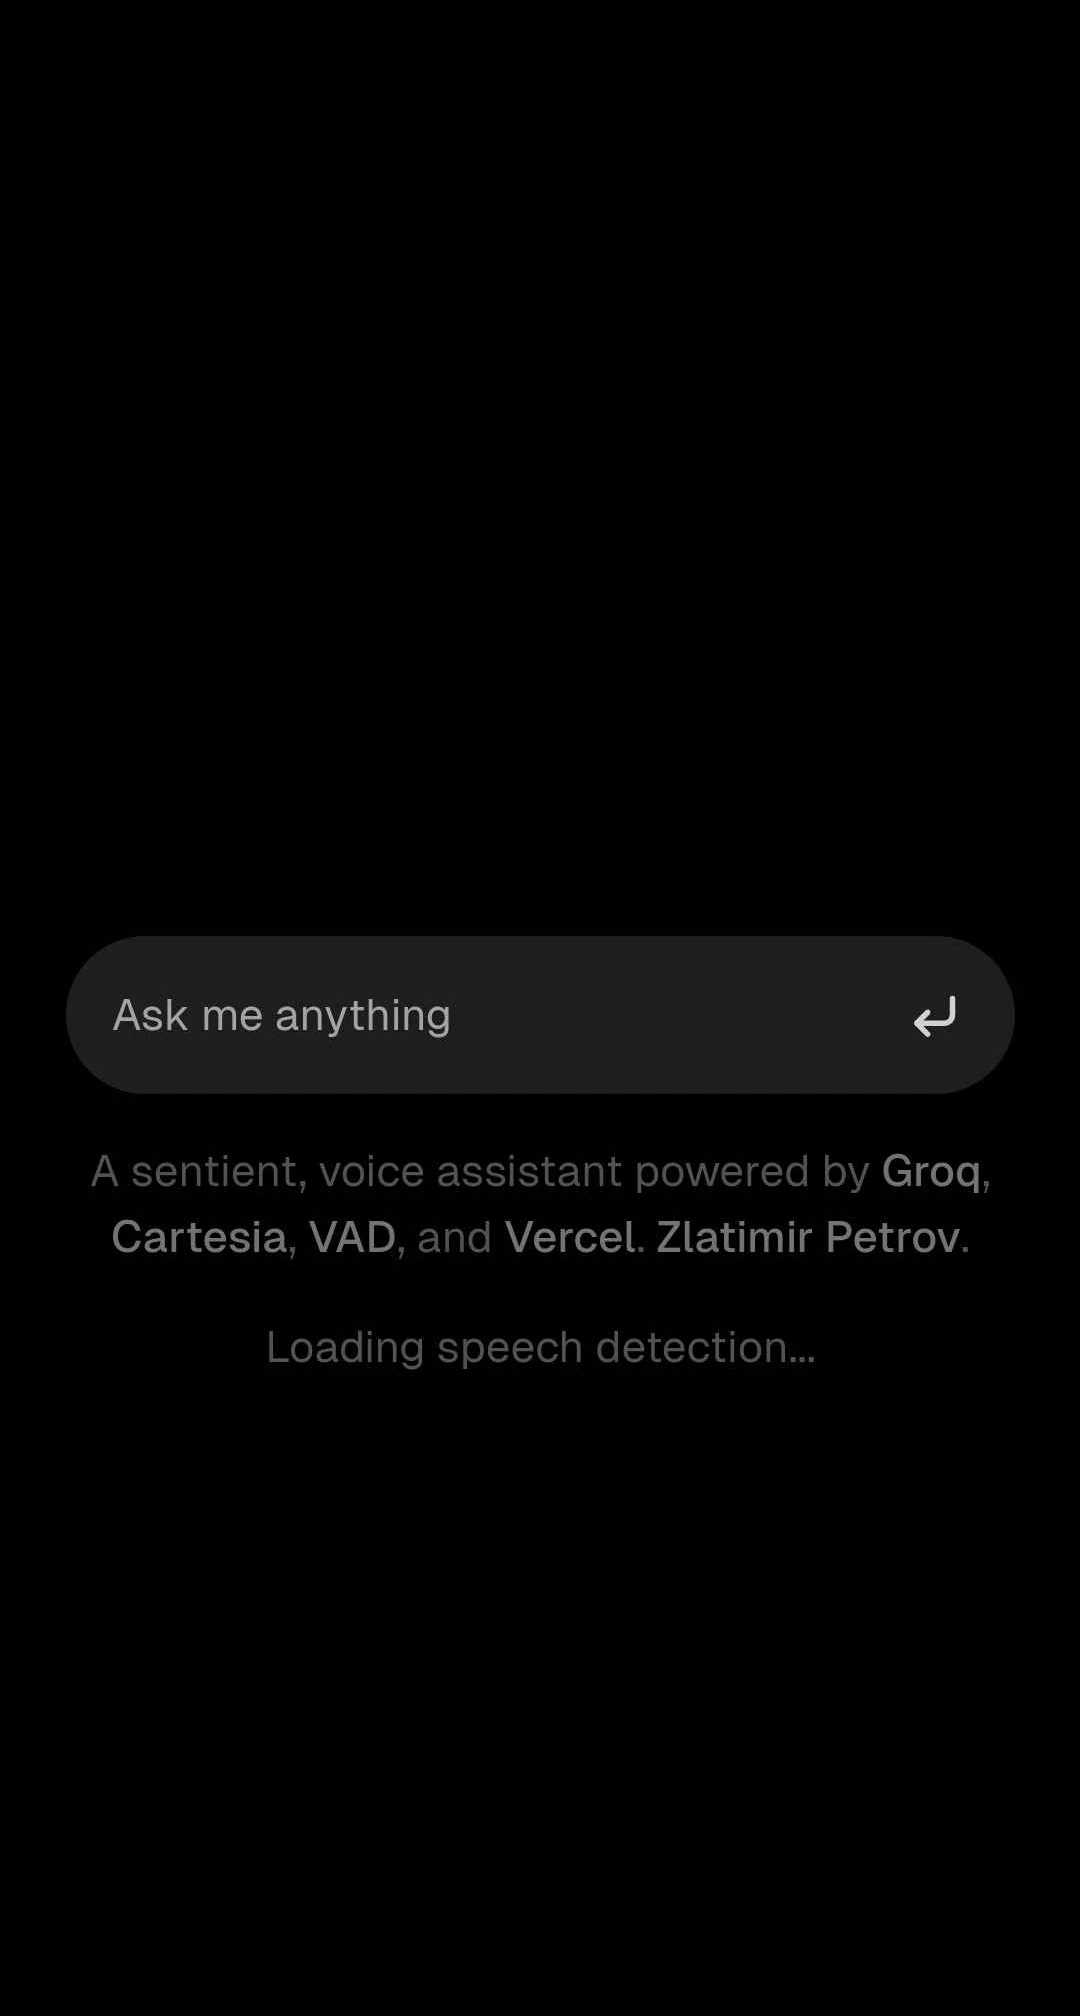 Ask me anything
A sentient, voice assistant powered by Groq,
Cartesia, VAD, and Vercel. Zlatimir Petrov.
Loading speech detection...